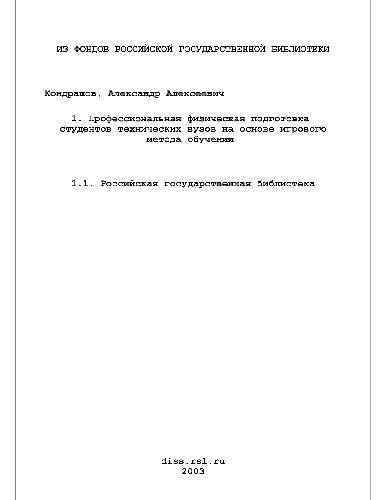 ИЗ ФОНДОВ РОССИЙСКОЙ ГОСУДАРСТВЕННОЙ БИБЛИОТЕКИ
Кондрашов, Александр Алексеевич
1. Профессиональная физическая подготовка
студентов технических вузов на основе игрового
метода обучения
1.1. Российская государственная библиотека
diss.rsl.ru
2003